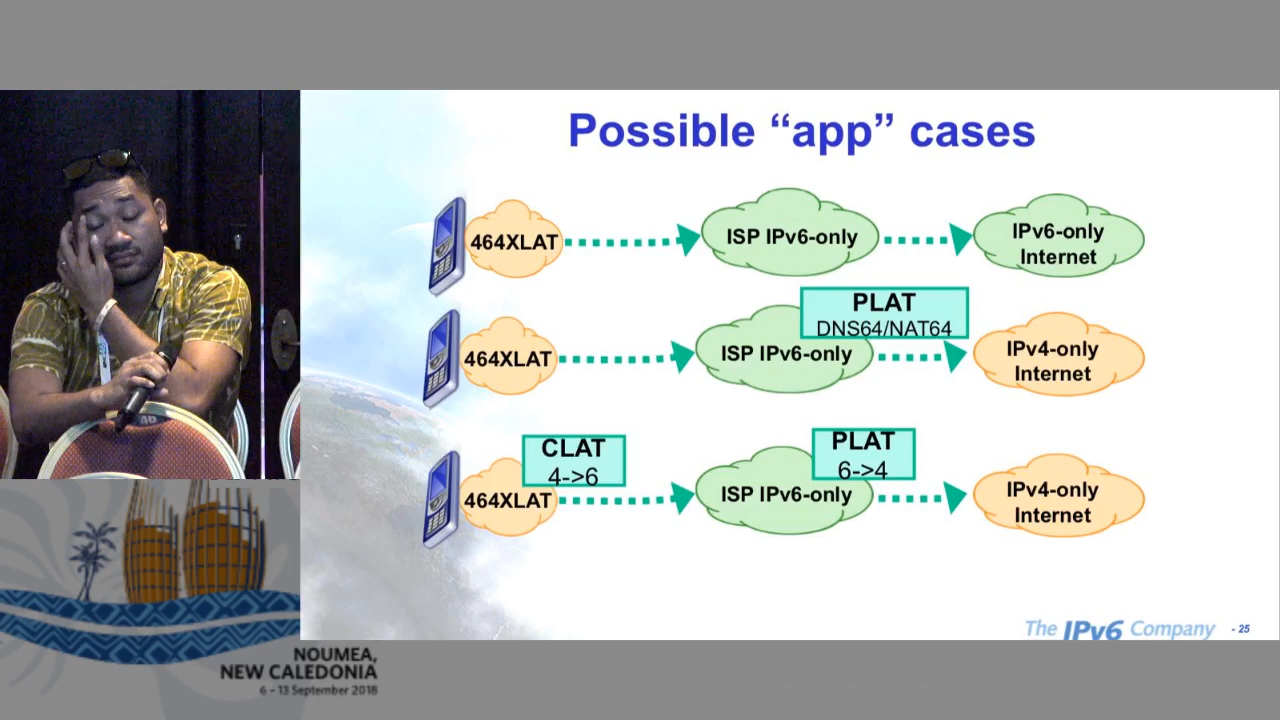 Possible “app” cases
464XLAT
ISP IPv6-only
IPv6-only
Internet
PLAT
DNS64/NAT64
464XLAT
ISP IPv6-only
IPv4-only
Internet
CLAT
4->6
PLAT
6->4
464XLAT
ISP IPv6-only
IPv4-only
Internet
The IPv6 Company
- 25
NOUMEA,
NEW CALEDONIA
6 – 13 September 2018